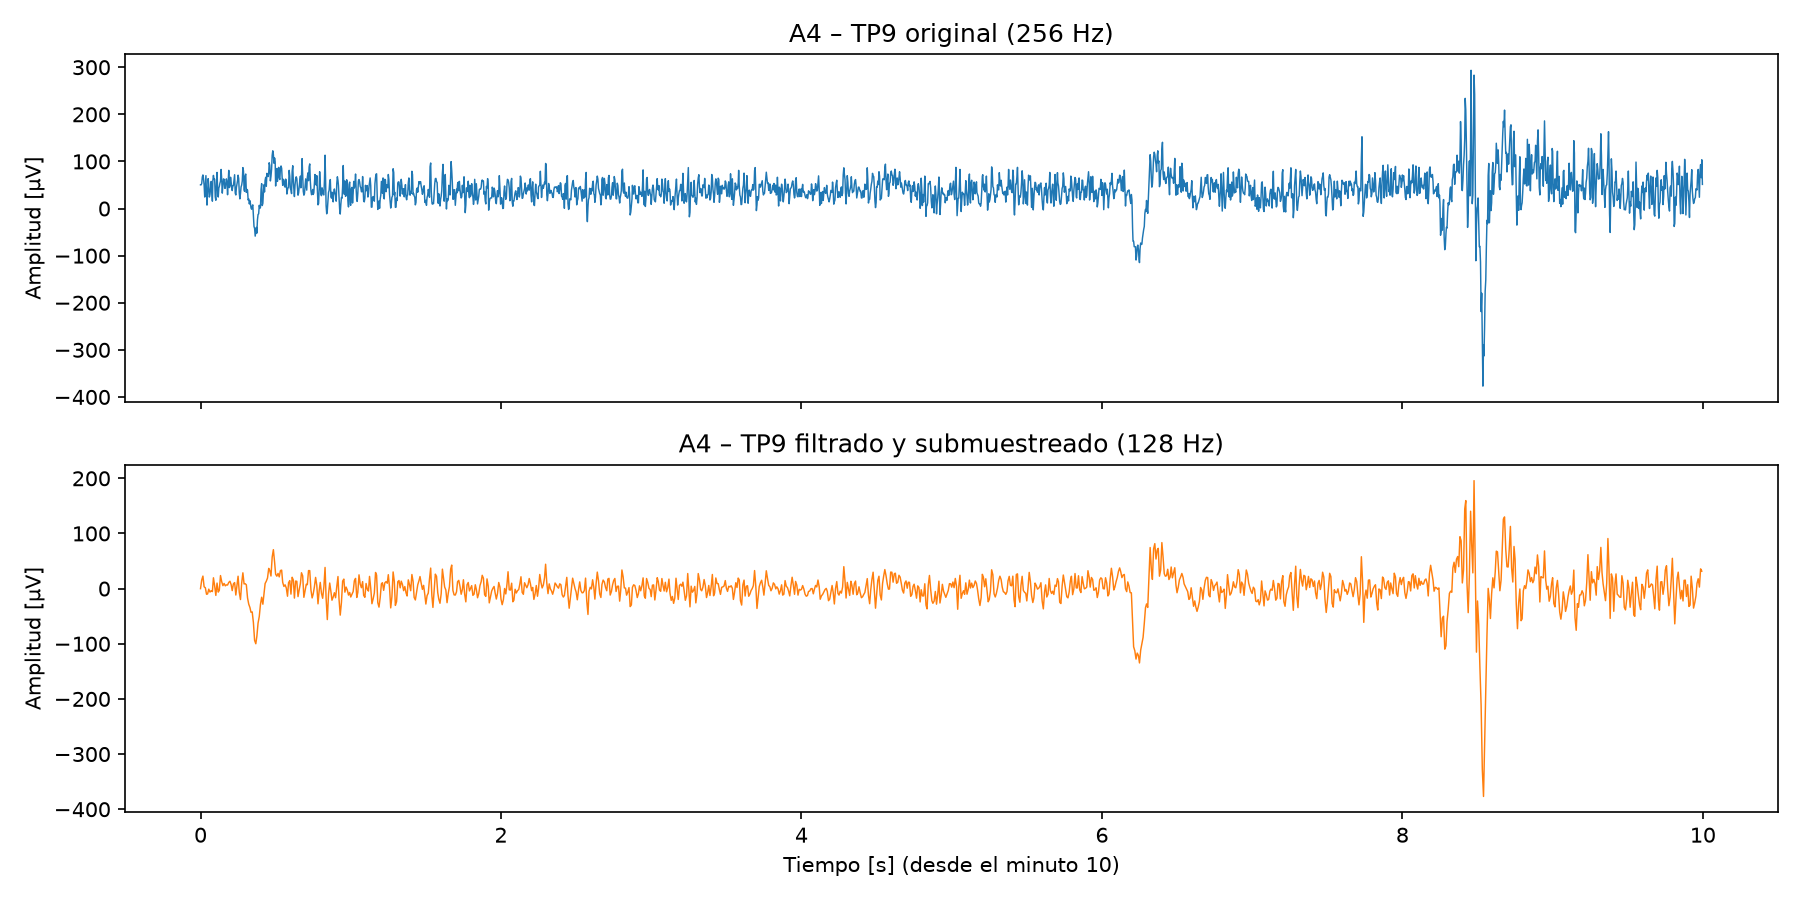 A4 – TP9 original (256 Hz)
300
200
100
0
−100
−200
−300
−400
Amplitud [µV]
A4 – TP9 filtrado y submuestreado (128 Hz)
200
100
0
−100
−200
−300
−400
Amplitud [µV]
0 2 4 6 8 10
Tiempo [s] (desde el minuto 10)